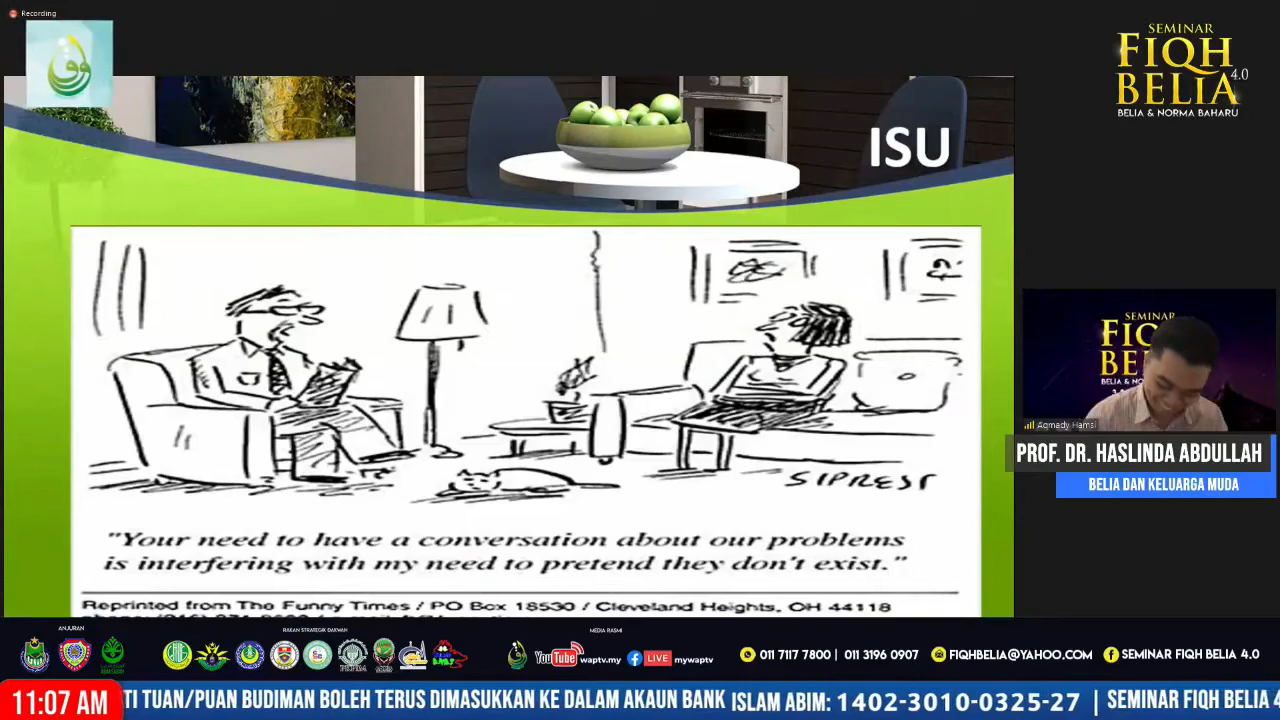 Recording
SEMINAR
FIQH
BELIA 4.0
BELIA & NORMA BAHARU
ISU
SIPRESS
"Your need to have a conversation about our problems
is interfering with my need to pretend they don't exist."
Reprinted from The Funny Times / PO Box 18530 / Cleveland Heights, OH 44118
SEMINAR
FIQH
Aqmady Hamsi
PROF. DR. HASLINDA ABDULLAH
BELIA DAN KELUARGA MUDA
ANJURAN
RAKAN STRATEGIK DAKWAH
MEDIA RASMI
YouTube waptv.my LIVE mywaptv
011 7117 7800 | 011 3196 0907
FIQHBELIA@YAHOO.COM
SEMINAR FIQH BELIA 4.0
11:07 AM
TI TUAN/PUAN BUDIMAN BOLEH TERUS DIMASUKKAN KE DALAM AKAUN BANK ISLAM ABIM: 1402-3010-0325-27 | SEMINAR FIQH BELIA 4